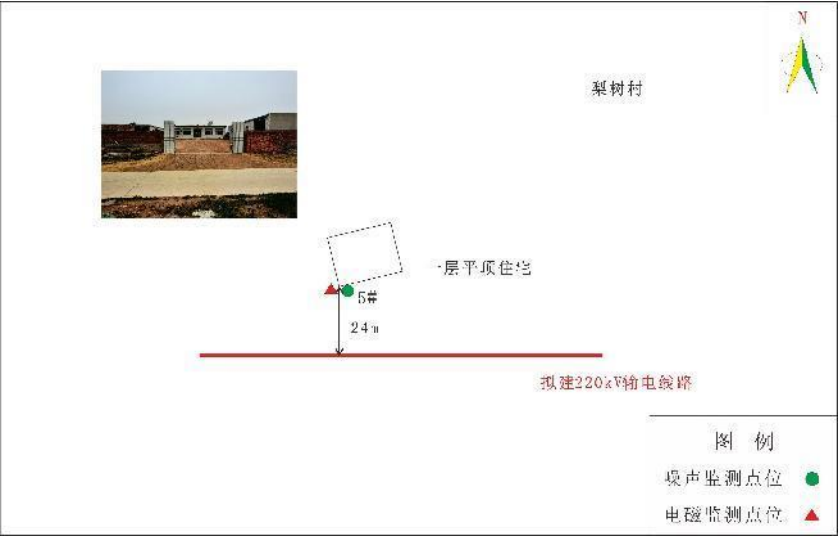 N
梨树村
一层平顶住宅
5#
24m
拟建220kV输电线路
图 例
噪声监测点位
电磁监测点位